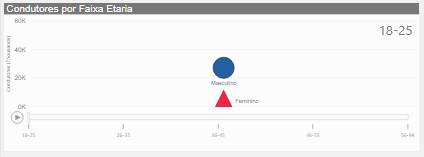 Condutores por Faixa Etaria
18-25
60K
40K
20K
0K
Condutores (Thousands)
Masculino
Feminino
18-25
26-35
36-45
46-55
56-99